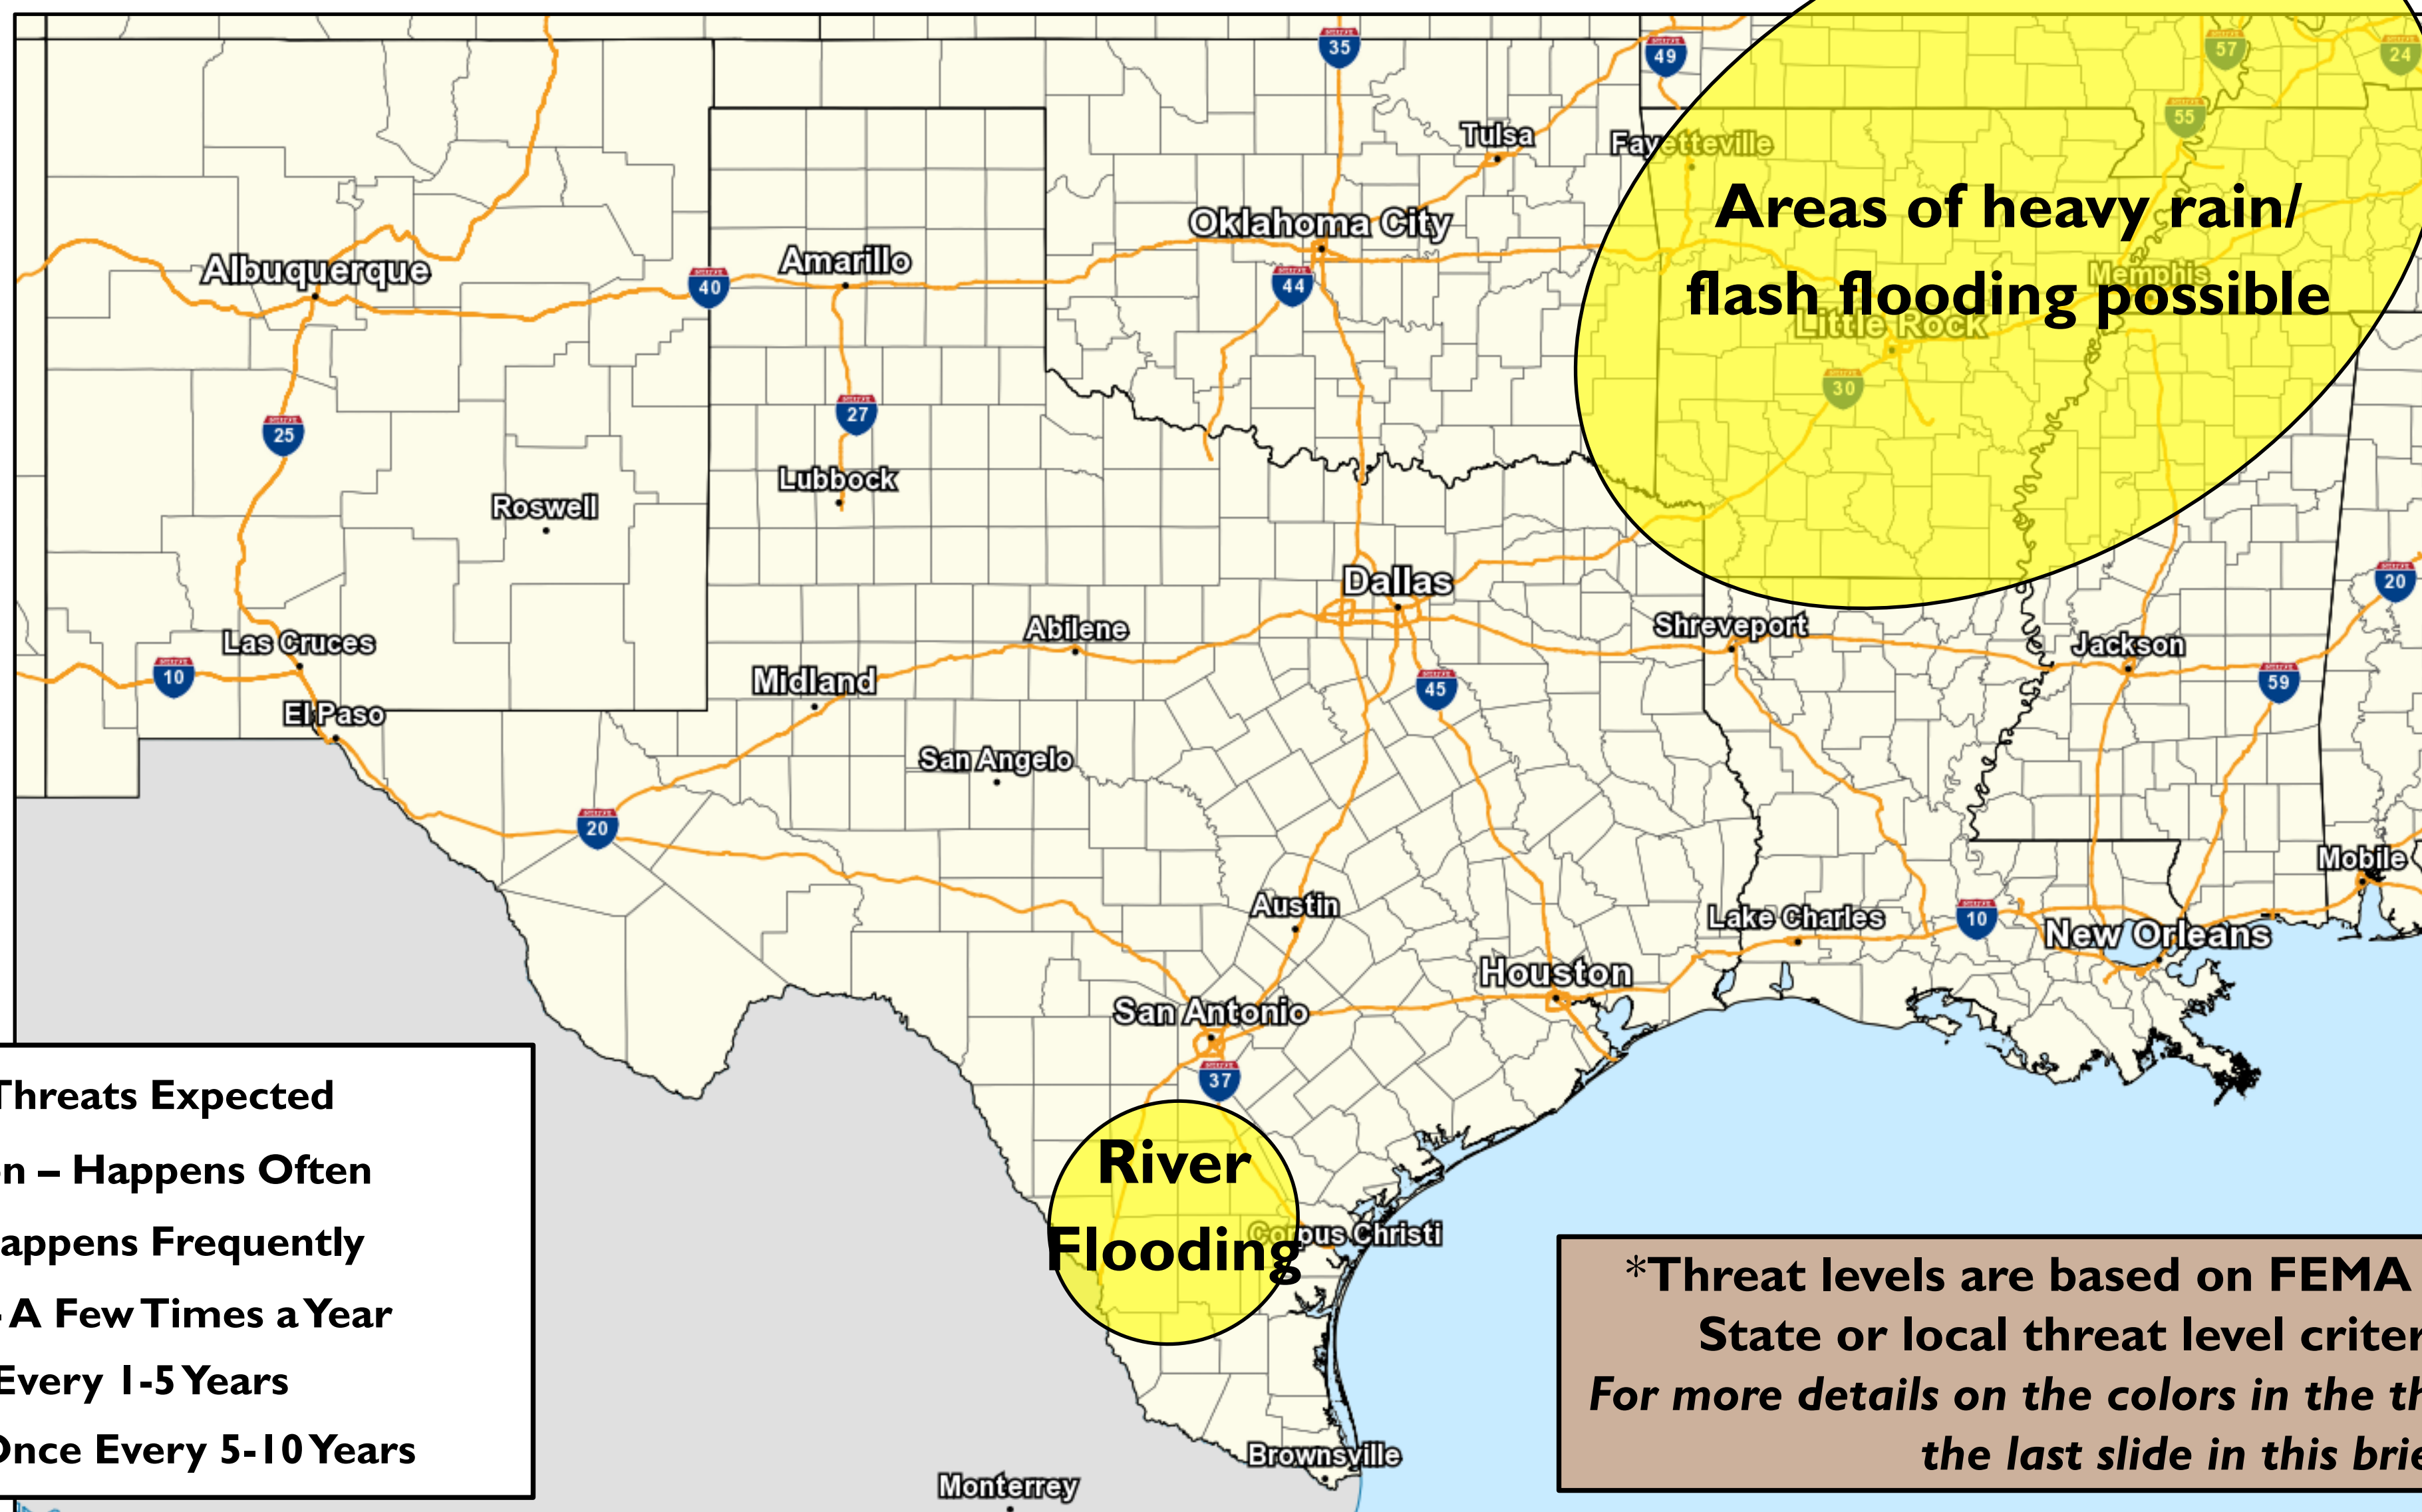 35
49
57
24
55
Tulsa
Fayetteville
Areas of heavy rain/
flash flooding possible
Oklahoma City
Albuquerque
Amarillo
40
44
Memphis
Little Rock
30
25
27
Lubbock
Roswell
Dallas
20
Las Cruces
Abilene
Shreveport
Jackson
10
Midland
45
59
El Paso
San Angelo
20
Mobile
Austin
Lake Charles
10
New Orleans
Houston
San Antonio
37
River
Flooding
Corpus Christi
Brownsville
Monterrey
Threats Expected
n – Happens Often
appens Frequently
- A Few Times a Year
Every 1-5 Years
Once Every 5-10 Years
*Threat levels are based on FEMA
State or local threat level criter
For more details on the colors in the th
the last slide in this brie